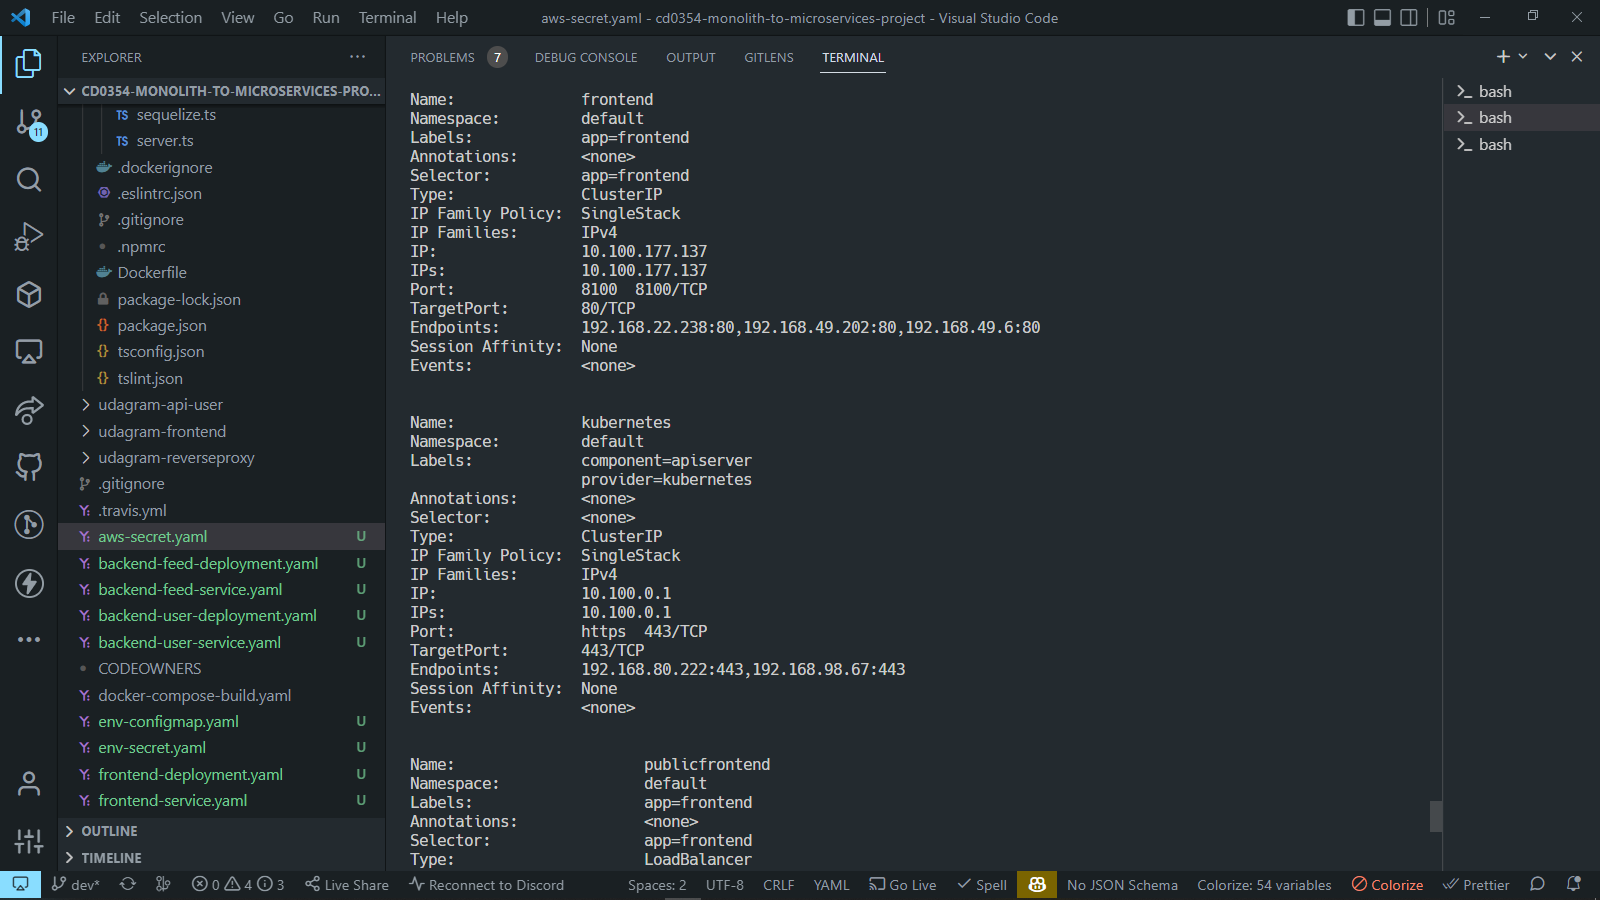 File Edit Selection View Go Run Terminal Help
aws-secret.yaml - cd0354-monolith-to-microservices-project - Visual Studio Code
EXPLORER
CD0354-MONOLITH-TO-MICROSERVICES-PRO...
sequelize.ts
server.ts
.dockerignore
.eslintrc.json
.gitignore
.npmrc
Dockerfile
package-lock.json
package.json
tsconfig.json
tslint.json
udagram-api-user
udagram-frontend
udagram-reverseproxy
.gitignore
.travis.yml
aws-secret.yaml U
backend-feed-deployment.yaml U
backend-feed-service.yaml U
backend-user-deployment.yaml U
backend-user-service.yaml U
CODEOWNERS
docker-compose-build.yaml
env-configmap.yaml U
env-secret.yaml U
frontend-deployment.yaml U
frontend-service.yaml U
OUTLINE
TIMELINE
11
PROBLEMS 7 DEBUG CONSOLE OUTPUT GITLENS TERMINAL
Name: frontend
Namespace: default
Labels: app=frontend
Annotations: <none>
Selector: app=frontend
Type: ClusterIP
IP Family Policy: SingleStack
IP Families: IPv4
IP: 10.100.177.137
IPs: 10.100.177.137
Port: 8100 8100/TCP
TargetPort: 80/TCP
Endpoints: 192.168.22.238:80,192.168.49.202:80,192.168.49.6:80
Session Affinity: None
Events: <none>
Name: kubernetes
Namespace: default
Labels: component=apiserver
provider=kubernetes
Annotations: <none>
Selector: <none>
Type: ClusterIP
IP Family Policy: SingleStack
IP Families: IPv4
IP: 10.100.0.1
IPs: 10.100.0.1
Port: https 443/TCP
TargetPort: 443/TCP
Endpoints: 192.168.80.222:443,192.168.98.67:443
Session Affinity: None
Events: <none>
Name: publicfrontend
Namespace: default
Labels: app=frontend
Annotations: <none>
Selector: app=frontend
Type: LoadBalancer
bash
bash
bash
dev* 0 4 3 Live Share Reconnect to Discord Spaces: 2 UTF-8 CRLF YAML Go Live Spell No JSON Schema Colorize: 54 variables Colorize Prettier